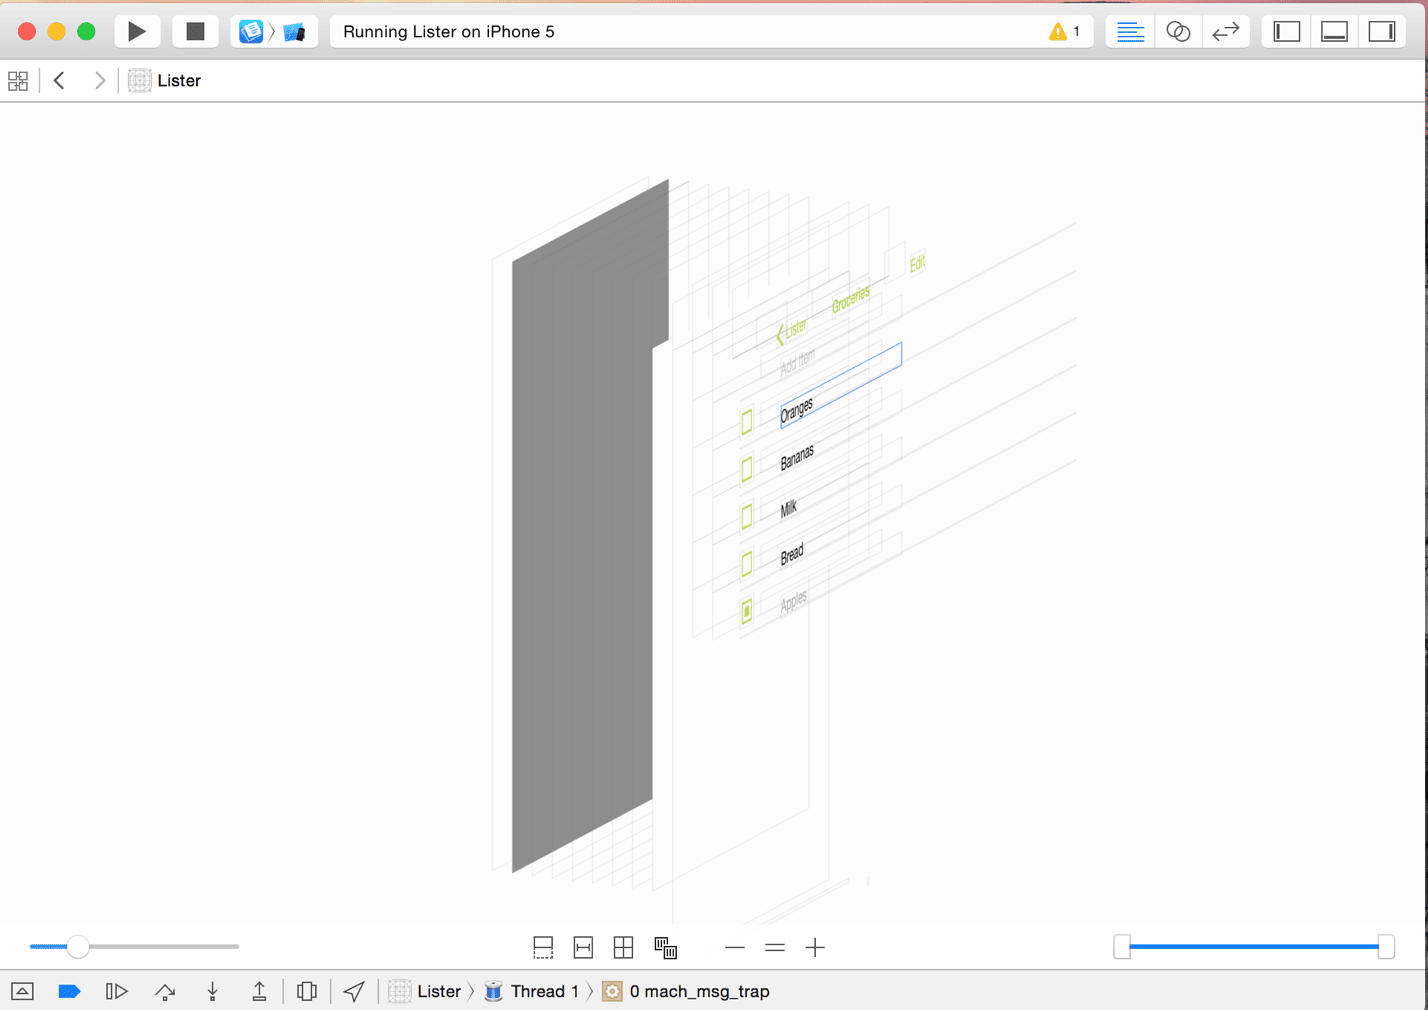 Running Lister on iPhone 5
1
Lister
Edit
Groceries
Lister
Add Item
Oranges
Bananas
Milk
Bread
Apples
Lister
Thread 1
0 mach_msg_trap